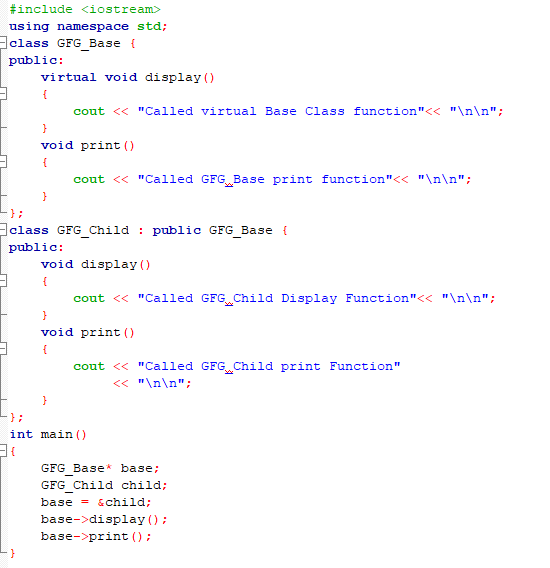 #include <iostream>
using namespace std;
class GFG_Base {
public:
    virtual void display()
    {
        cout << "Called virtual Base Class function"<< "\n\n";
    }
    void print()
    {
        cout << "Called GFG_Base print function"<< "\n\n";
    }
};
class GFG_Child : public GFG_Base {
public:
    void display()
    {
        cout << "Called GFG_Child Display Function"<< "\n\n";
    }
    void print()
    {
        cout << "Called GFG_Child print Function"
             << "\n\n";
    }
};
int main()
{
    GFG_Base* base;
    GFG_Child child;
    base = &child;
    base->display();
    base->print();
}